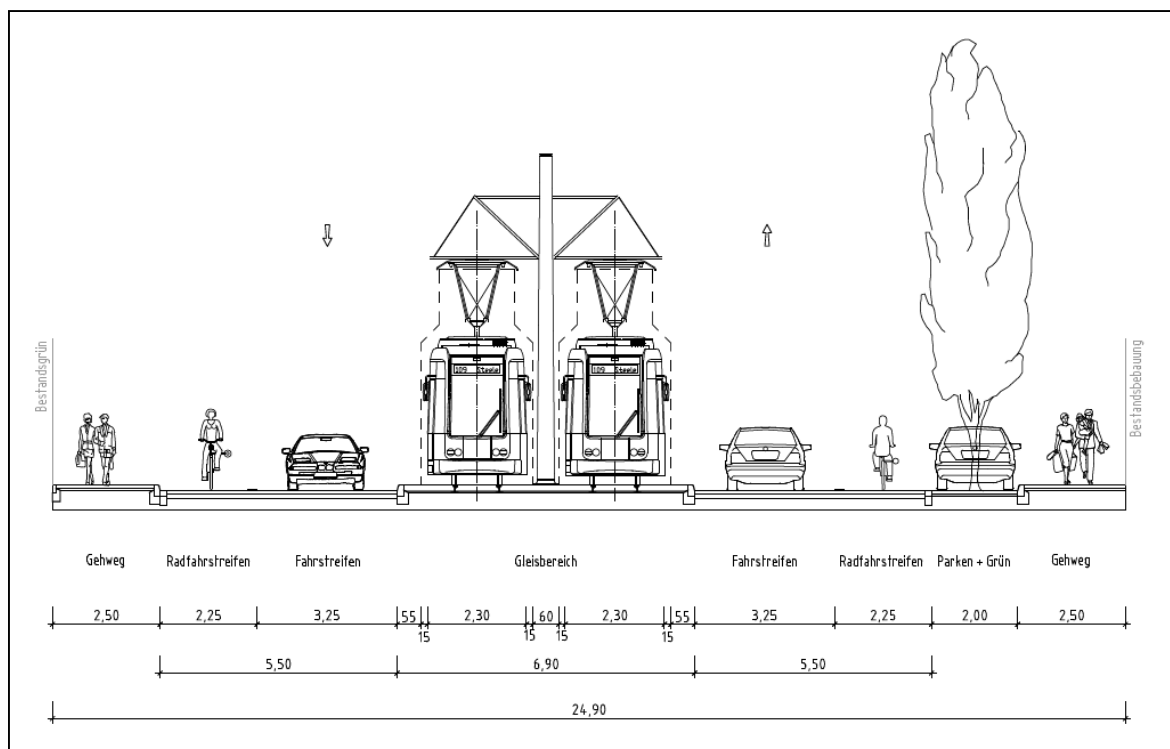 Bestandsgrün
Bestandsbebauung
109 Steele
109 Steele
Gehweg Radfahrstreifen Fahrstreifen Gleisbereich Fahrstreifen Radfahrstreifen Parken + Grün Gehweg
2,50 2,25 3,25 55 15 2,30 15 60 15 2,30 15 55 3,25 2,25 2,00 2,50
5,50 6,90 5,50
24,90